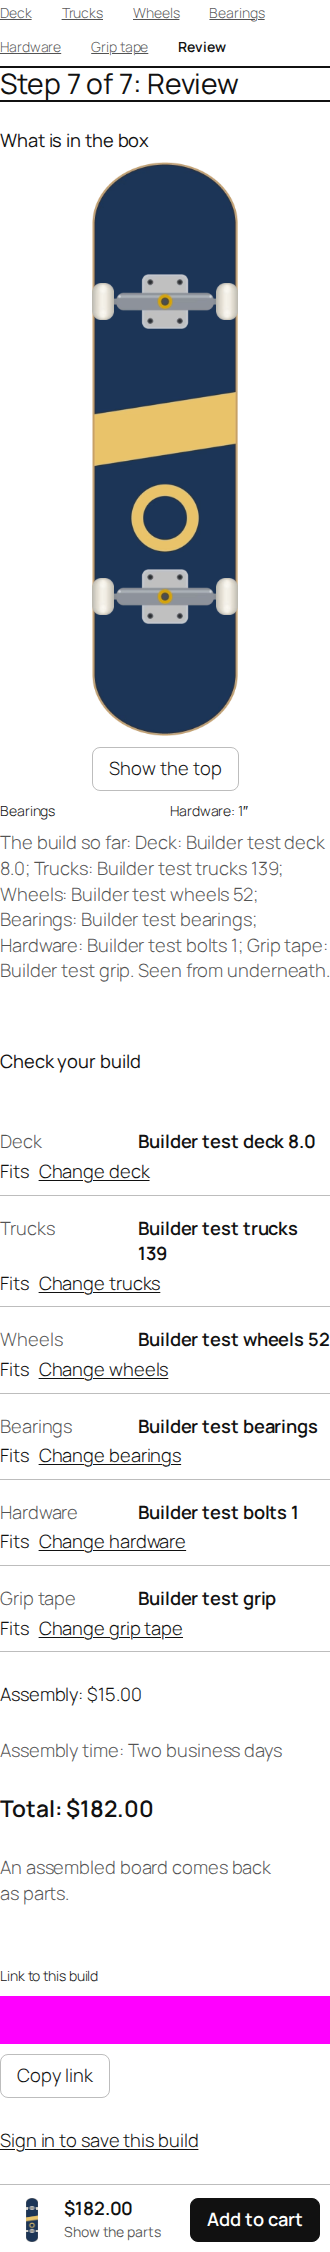 Deck Trucks Wheels Bearings
Hardware Grip tape Review
Step 7 of 7: Review
What is in the box
Show the top
Bearings Hardware: 1″
The build so far: Deck: Builder test deck
8.0; Trucks: Builder test trucks 139;
Wheels: Builder test wheels 52;
Bearings: Builder test bearings;
Hardware: Builder test bolts 1; Grip tape:
Builder test grip. Seen from underneath.
Check your build
Deck Builder test deck 8.0
Fits Change deck
Trucks Builder test trucks
139
Fits Change trucks
Wheels Builder test wheels 52
Fits Change wheels
Bearings Builder test bearings
Fits Change bearings
Hardware Builder test bolts 1
Fits Change hardware
Grip tape Builder test grip
Fits Change grip tape
Assembly: $15.00
Assembly time: Two business days
Total: $182.00
An assembled board comes back
as parts.
Link to this build
Copy link
Sign in to save this build
$182.00
Show the parts
Add to cart